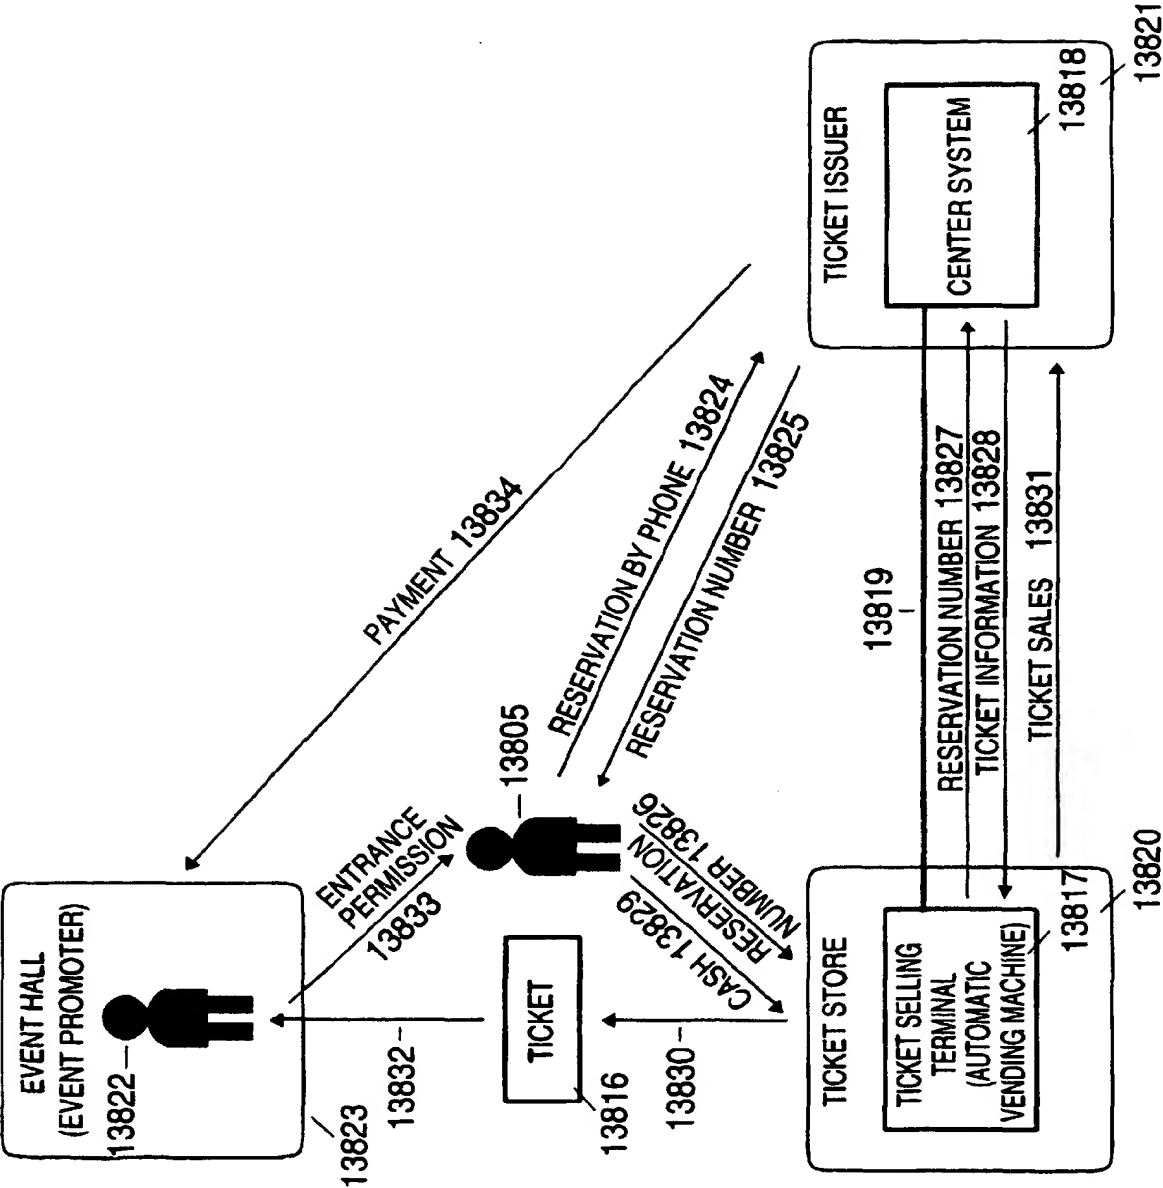 EVENT HALL
(EVENT PROMOTER)
13822
13823
13832
ENTRANCE
PERMISSION
13833
PAYMENT 13834
13805
TICKET
13816
13830
RESERVATION BY PHONE 13824
RESERVATION NUMBER 13825
RESERVATION
NUMBER 13826
CASH 13829
TICKET STORE
TICKET SELLING
TERMINAL
(AUTOMATIC
VENDING MACHINE)
13817
13820
13819
RESERVATION NUMBER 13827
TICKET INFORMATION 13828
TICKET SALES 13831
TICKET ISSUER
CENTER SYSTEM
13818
13821